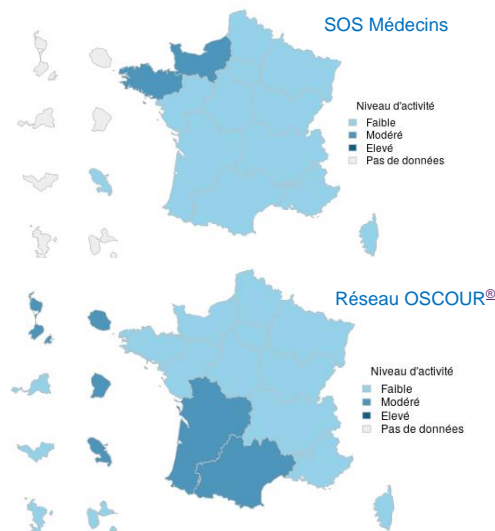 SOS Médecins
Niveau d'activité
Faible
Modéré
Elevé
Pas de données
Réseau OSCOUR®
Niveau d'activité
Faible
Modéré
Elevé
Pas de données